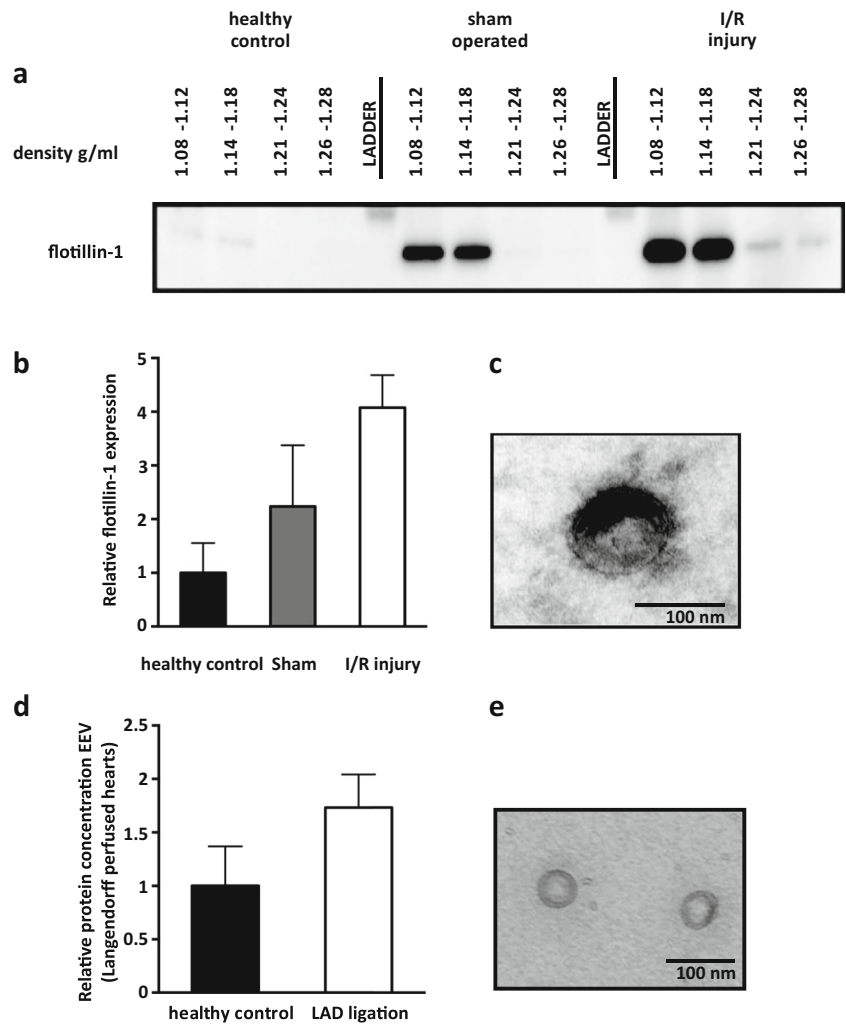 healthy
control
sham
operated
I/R
injury
a
density g/ml
1.08 -1.12
1.14 -1.18
1.21 -1.24
1.26 -1.28
LADDER
1.08 -1.12
1.14 -1.18
1.21 -1.24
1.26 -1.28
LADDER
1.08 -1.12
1.14 -1.18
1.21 -1.24
1.26 -1.28
flotillin-1
b
Relative flotillin-1 expression
5
4
3
2
1
0
healthy control Sham I/R injury
c
100 nm
d
Relative protein concentration EEV
(Langendorff perfused hearts)
2.5
2
1.5
1
0.5
0
healthy control LAD ligation
e
100 nm